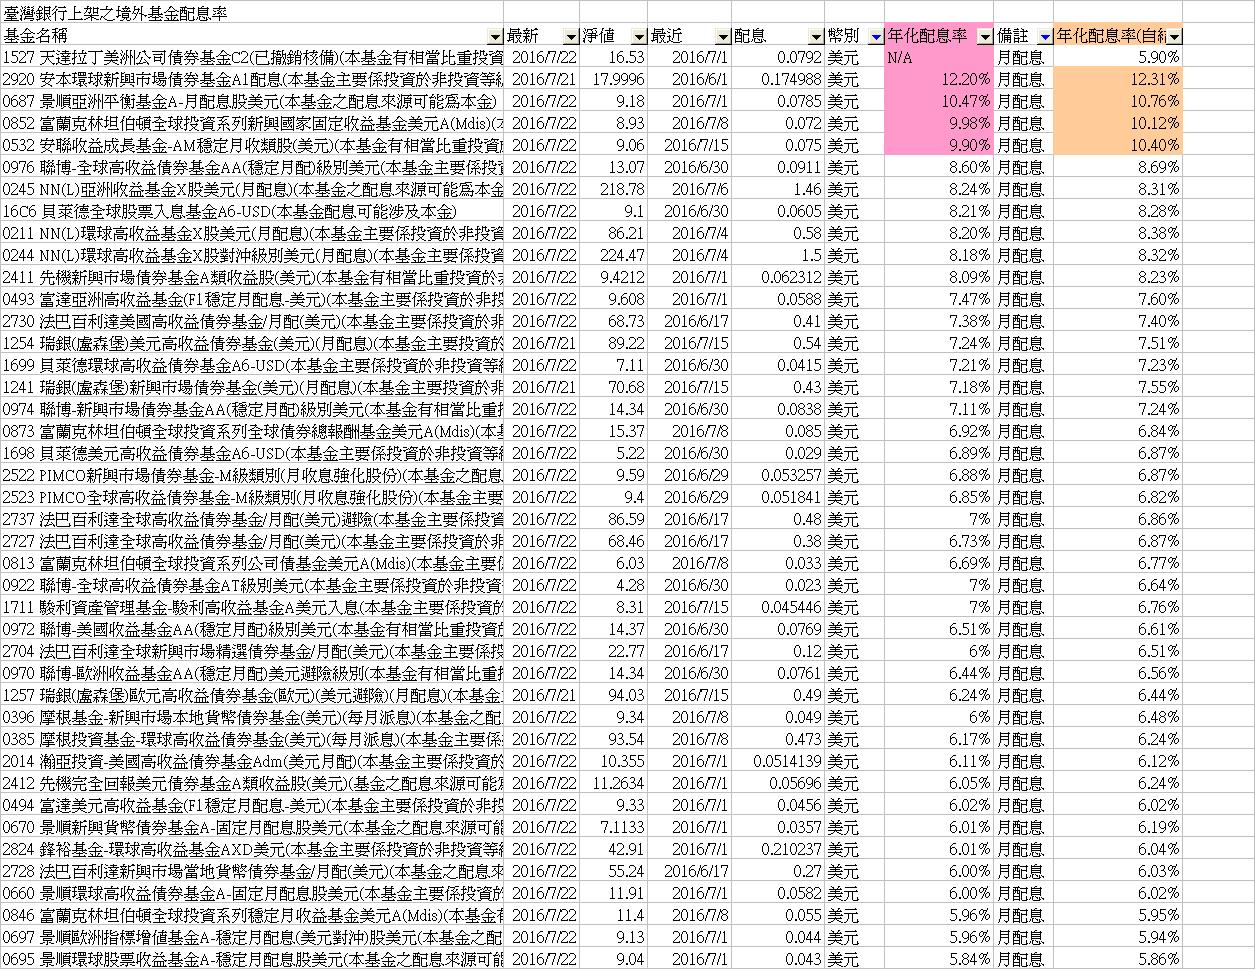 臺灣銀行上架之境外基金配息率
基金名稱 最新 淨値 最近 配息 幣別 年化配息率 備註 年化配息率(自結
1527 天達拉丁美洲公司債券基金C2(已撤銷核備)(本基金有相當比重投資 2016/7/22 16.53 2016/7/1 0.0792 美元 N/A 月配息 5.90%
2920 安本環球新興市場債券基金A1配息(本基金主要係投資於非投資等級 2016/7/21 17.9996 2016/6/1 0.174988 美元 12.20% 月配息 12.31%
0687 景順亞洲平衡基金A-月配息股美元(本基金之配息來源可能爲本金) 2016/7/22 9.18 2016/7/1 0.0785 美元 10.47% 月配息 10.76%
0852 富蘭克林坦伯頓全球投資系列新興國家固定收益基金美元A(Mdis)(本 2016/7/22 8.93 2016/7/8 0.072 美元 9.98% 月配息 10.12%
0532 安聯收益成長基金-AM穩定月收類股(美元)(本基金有相當比重投資於 2016/7/22 9.06 2016/7/15 0.075 美元 9.90% 月配息 10.40%
0976 聯博-全球高收益債券基金AA(穩定月配)級別美元(本基金主要係投資 2016/7/22 13.07 2016/6/30 0.0911 美元 8.60% 月配息 8.69%
0245 NN(L)亞洲收益基金X股美元(月配息)(本基金之配息來源可能爲本金 2016/7/22 218.78 2016/7/6 1.46 美元 8.24% 月配息 8.31%
16C6 貝萊德全球股票入息基金A6-USD(本基金配息可能涉及本金) 2016/7/22 9.1 2016/6/30 0.0605 美元 8.21% 月配息 8.28%
0211 NN(L)環球高收益基金X股美元(月配息)(本基金主要係投資於非投資 2016/7/22 86.21 2016/7/4 0.58 美元 8.20% 月配息 8.38%
0244 NN(L)環球高收益基金X股對沖級別美元(月配息)(本基金主要係投資 2016/7/22 224.47 2016/7/4 1.5 美元 8.18% 月配息 8.32%
2411 先機新興市場債券基金A類收益股(美元)(本基金有相當比重投資於非 2016/7/22 9.4212 2016/7/1 0.062312 美元 8.09% 月配息 8.23%
0493 富達亞洲高收益基金(F1穩定月配息-美元)(本基金主要係投資於非投 2016/7/22 9.608 2016/7/1 0.0588 美元 7.47% 月配息 7.60%
2730 法巴百利達美國高收益債券基金/月配(美元)(本基金主要係投資於非 2016/7/22 68.73 2016/6/17 0.41 美元 7.38% 月配息 7.40%
1254 瑞銀(盧森堡)美元高收益債券基金(美元)(月配息)(本基金主要係投資 2016/7/21 89.22 2016/7/15 0.54 美元 7.24% 月配息 7.51%
1699 貝萊德環球高收益債券基金A6-USD(本基金主要係投資於非投資等級 2016/7/22 7.11 2016/6/30 0.0415 美元 7.21% 月配息 7.23%
1241 瑞銀(盧森堡)新興市場債券基金(美元)(月配息)(本基金主要投資於非 2016/7/21 70.68 2016/7/15 0.43 美元 7.18% 月配息 7.55%
0974 聯博-新興市場債券基金AA(穩定月配)級別美元(本基金有相當比重投 2016/7/22 14.34 2016/6/30 0.0838 美元 7.11% 月配息 7.24%
0873 富蘭克林坦伯頓全球投資系列全球債券總報酬基金美元A(Mdis)(本基 2016/7/22 15.37 2016/7/8 0.085 美元 6.92% 月配息 6.84%
1698 貝萊德美元高收益債券基金A6-USD(本基金主要係投資於非投資等 2016/7/22 5.22 2016/6/30 0.029 美元 6.89% 月配息 6.87%
2522 PIMCO新興市場債券基金-M級類別(月收息強化股份)(本基金之配息 2016/7/22 9.59 2016/6/29 0.053257 美元 6.88% 月配息 6.87%
2523 PIMCO全球高收益債券基金-M級類別(月收息強化股份)(本基金主要 2016/7/22 9.4 2016/6/29 0.051841 美元 6.85% 月配息 6.82%
2737 法巴百利達全球高收益債券基金/月配(美元)避險(本基金主要係投資 2016/7/22 86.59 2016/6/17 0.48 美元 7% 月配息 6.86%
2727 法巴百利達全球高收益債券基金/月配(美元)(本基金主要係投資於非 2016/7/22 68.46 2016/6/17 0.38 美元 6.73% 月配息 6.87%
0813 富蘭克林坦伯頓全球投資系列公司債基金美元A(Mdis)(本基金主要係 2016/7/22 6.03 2016/7/8 0.033 美元 6.69% 月配息 6.77%
0922 聯博-全球高收益債券基金AT級別美元(本基金主要係投資於非投資 2016/7/22 4.28 2016/6/30 0.023 美元 7% 月配息 6.64%
1711 駿利資產管理基金-駿利高收益基金A美元入息(本基金主要係投資於 2016/7/22 8.31 2016/7/15 0.045446 美元 7% 月配息 6.76%
0972 聯博-美國收益基金AA(穩定月配)級別美元(本基金有相當比重投資於 2016/7/22 14.37 2016/6/30 0.0769 美元 6.51% 月配息 6.61%
2704 法巴百利達全球新興市場精選債券基金/月配(美元)(本基金主要係投 2016/7/22 22.77 2016/6/17 0.12 美元 6% 月配息 6.51%
0970 聯博-歐洲收益基金AA(穩定月配)美元避險級別(本基金有相當比重投 2016/7/22 14.34 2016/6/30 0.0761 美元 6.44% 月配息 6.56%
1257 瑞銀(盧森堡)歐元高收益債券基金(歐元)(美元避險)(月配息)(本基金 2016/7/21 94.03 2016/7/15 0.49 美元 6.24% 月配息 6.44%
0396 摩根基金-新興市場本地貨幣債券基金(美元)(每月派息)(本基金之配 2016/7/22 9.34 2016/7/8 0.049 美元 6% 月配息 6.48%
0385 摩根投資基金-環球高收益債券基金(美元)(每月派息)(本基金主要係 2016/7/22 93.54 2016/7/8 0.473 美元 6.17% 月配息 6.24%
2014 瀚亞投資-美國高收益債券基金Adm(美元月配)(本基金主要係投資於 2016/7/22 10.355 2016/7/1 0.0514139 美元 6.11% 月配息 6.12%
2412 先機完全回報美元債券基金A類收益股(美元)(基金之配息來源可能爲 2016/7/22 11.2634 2016/7/1 0.05696 美元 6.05% 月配息 6.24%
0494 富達美元高收益基金(F1穩定月配息-美元)(本基金主要係投資於非投 2016/7/22 9.33 2016/7/1 0.0456 美元 6.02% 月配息 6.02%
0670 景順新興貨幣債券基金A-固定月配息股美元(本基金之配息來源可能 2016/7/22 7.1133 2016/7/1 0.0357 美元 6.01% 月配息 6.19%
2824 鋒裕基金-環球高收益基金AXD美元(本基金主要係投資於非投資等級 2016/7/22 42.91 2016/7/1 0.210237 美元 6.01% 月配息 6.04%
2728 法巴百利達新興市場當地貨幣債券基金/月配(美元)(本基金之配息來 2016/7/22 55.24 2016/6/17 0.27 美元 6.00% 月配息 6.03%
0660 景順環球高收益債券基金A-固定月配息股美元(本基金主要係投資於 2016/7/22 11.91 2016/7/1 0.0582 美元 6.00% 月配息 6.02%
0846 富蘭克林坦伯頓全球投資系列穩定月收益基金美元A(Mdis)(本基金有 2016/7/22 11.4 2016/7/8 0.055 美元 5.96% 月配息 5.95%
0697 景順歐洲指標增値基金A-穩定月配息(美元對沖)股美元(本基金之配 2016/7/22 9.13 2016/7/1 0.044 美元 5.96% 月配息 5.94%
0695 景順環球股票收益基金A-穩定月配息股美元(本基金之配息來源可能 2016/7/22 9.04 2016/7/1 0.043 美元 5.84% 月配息 5.86%